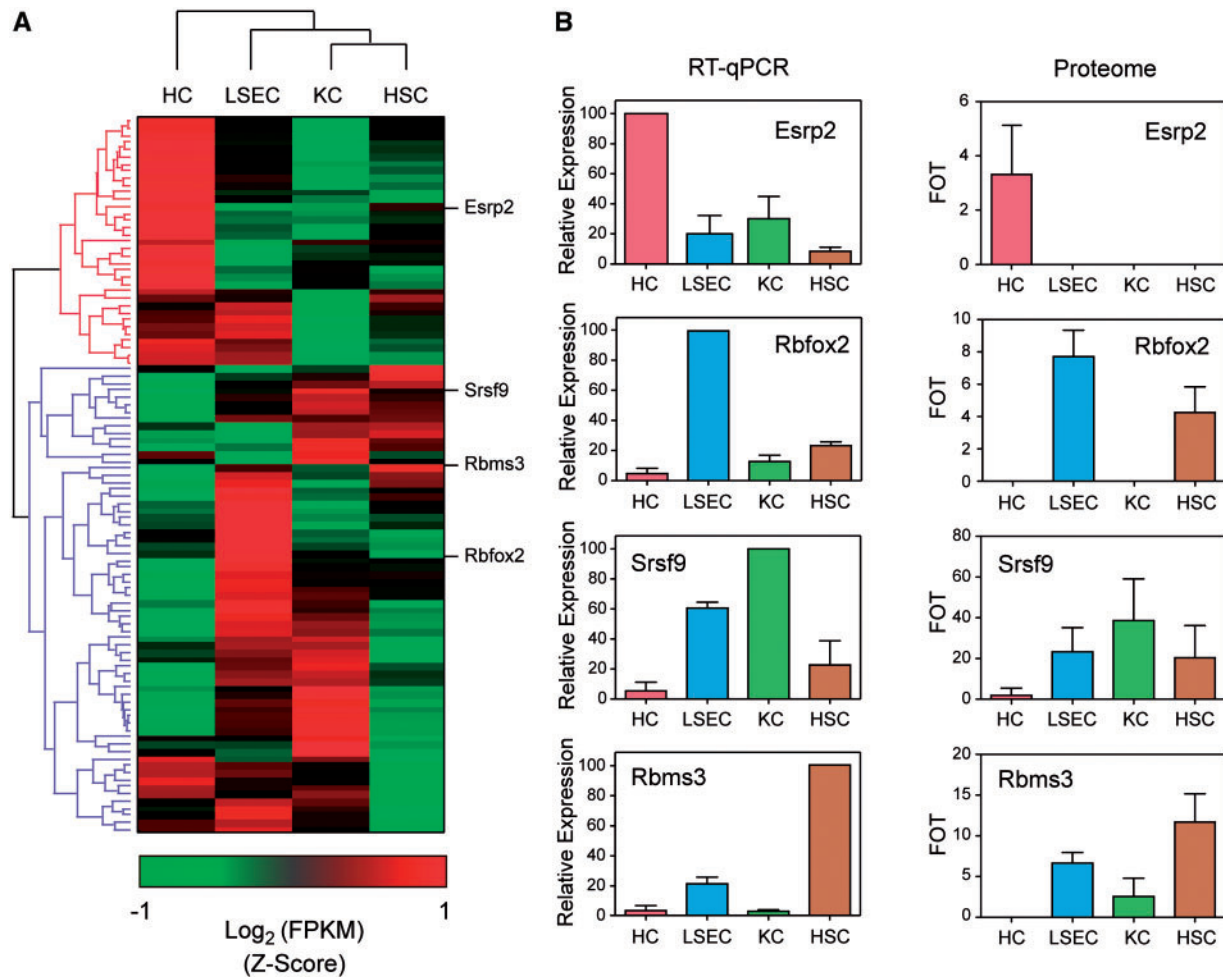 A
HC LSEC KC HSC
Esrp2
Srsf9
Rbms3
Rbfox2
-1 1
Log2 (FPKM)
(Z-Score)
B
RT-qPCR Proteome
Relative Expression
100
80
60
40
20
0
Esrp2
HC LSEC KC HSC
FOT
6
4
2
0
Esrp2
HC LSEC KC HSC
Relative Expression
100
80
60
40
20
0
Rbfox2
HC LSEC KC HSC
FOT
10
8
6
4
2
0
Rbfox2
HC LSEC KC HSC
Relative Expression
100
80
60
40
20
0
Srsf9
HC LSEC KC HSC
FOT
80
60
40
20
0
Srsf9
HC LSEC KC HSC
Relative Expression
100
80
60
40
20
0
Rbms3
HC LSEC KC HSC
FOT
20
15
10
5
0
Rbms3
HC LSEC KC HSC